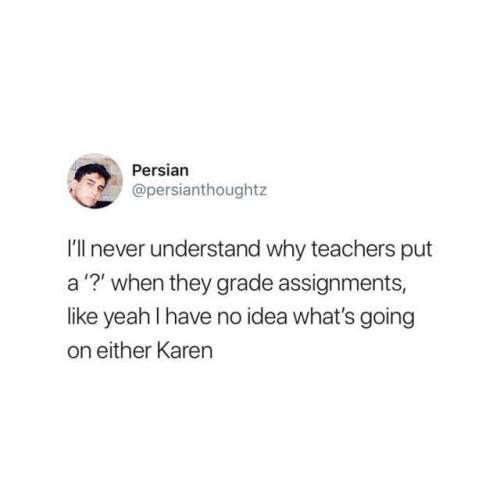 Persian
@persianthoughtz
I'll never understand why teachers put
a '?' when they grade assignments,
like yeah I have no idea what's going
on either Karen